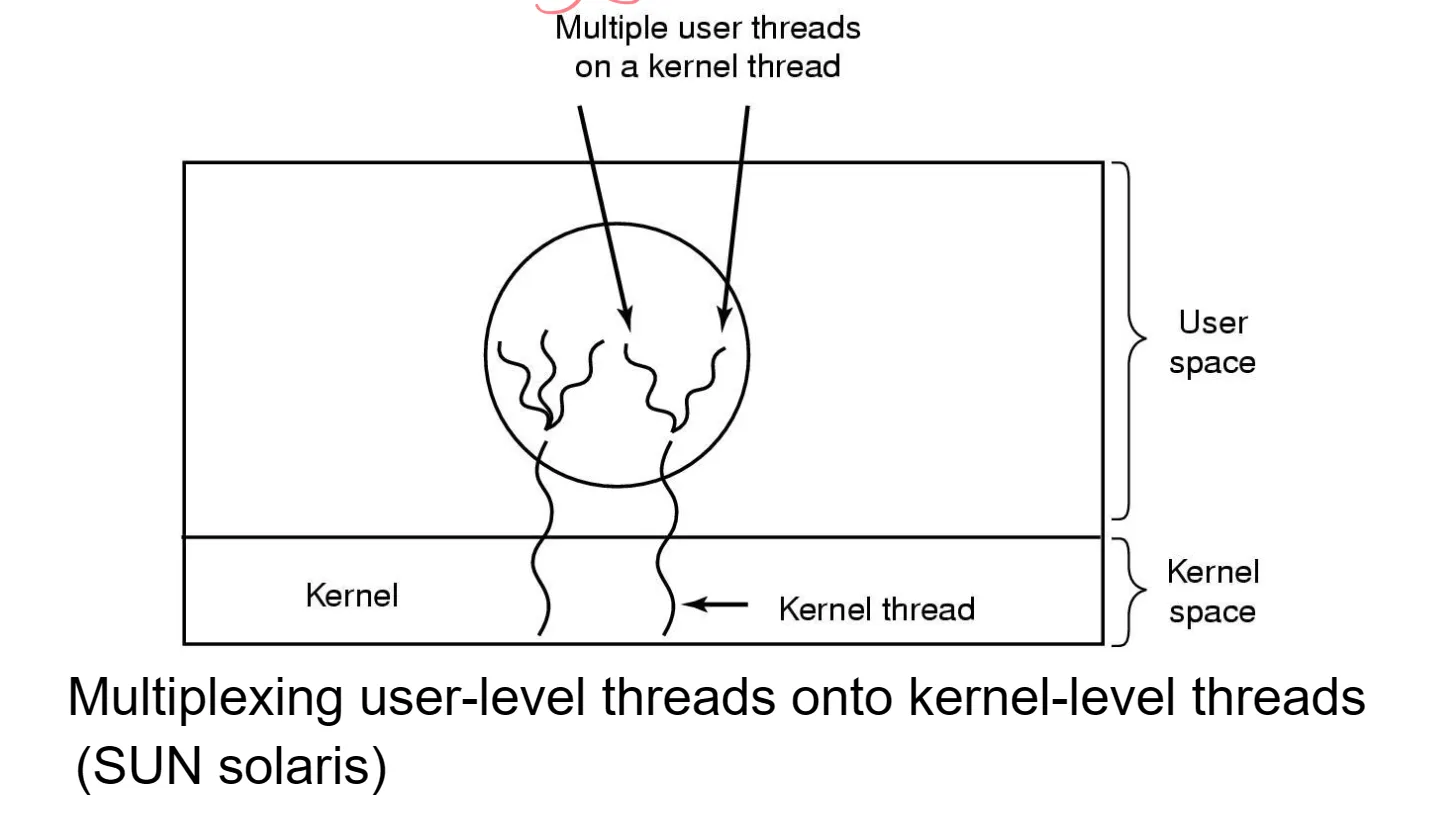 Multiple user threads
on a kernel thread
User
space
Kernel
Kernel thread
Kernel
space
Multiplexing user-level threads onto kernel-level threads
(SUN solaris)